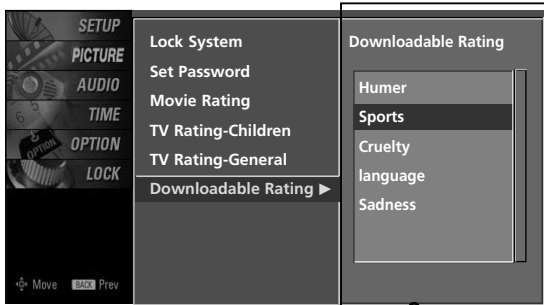 SETUP
PICTURE
AUDIO
TIME
OPTION
LOCK
Lock System
Set Password
Movie Rating
TV Rating-Children
TV Rating-General
Downloadable Rating ▶
Downloadable Rating
Humer
Sports
Cruelty
language
Sadness
Move BACK Prev